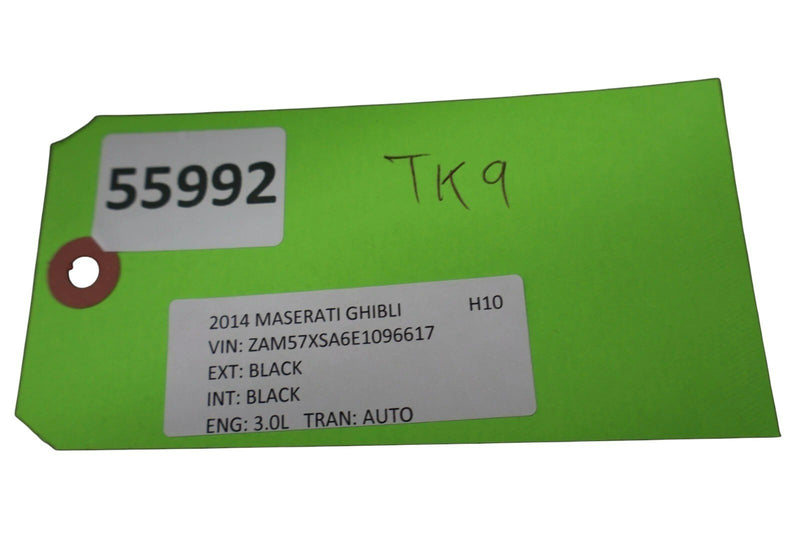 55992
TK9
2014 MASERATI GHIBLI H10
VIN: ZAM57XSA6E1096617
EXT: BLACK
INT: BLACK
ENG: 3.0L TRAN: AUTO